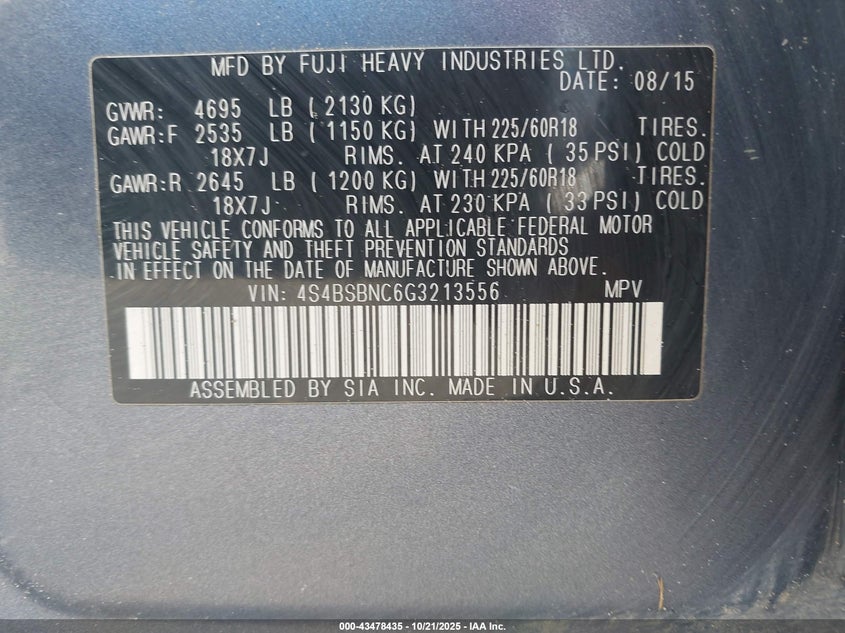 MFD BY FUJI HEAVY INDUSTRIES LTD.
DATE: 08/15
GVWR: 4695 LB ( 2130 KG)
GAWR:F 2535 LB ( 1150 KG) WITH 225/60R18 TIRES.
18X7J RIMS. AT 240 KPA ( 35 PSI) COLD
GAWR:R 2645 LB ( 1200 KG) WITH 225/60R18 TIRES.
18X7J RIMS. AT 230 KPA ( 33 PSI) COLD
THIS VEHICLE CONFORMS TO ALL APPLICABLE FEDERAL MOTOR
VEHICLE SAFETY AND THEFT PREVENTION STANDARDS
IN EFFECT ON THE DATE OF MANUFACTURE SHOWN ABOVE.
VIN: 4S4BSBNC6G3213556 MPV
ASSEMBLED BY SIA INC. MADE IN U.S.A.
000-43478435 - 10/21/2025 - IAA Inc.